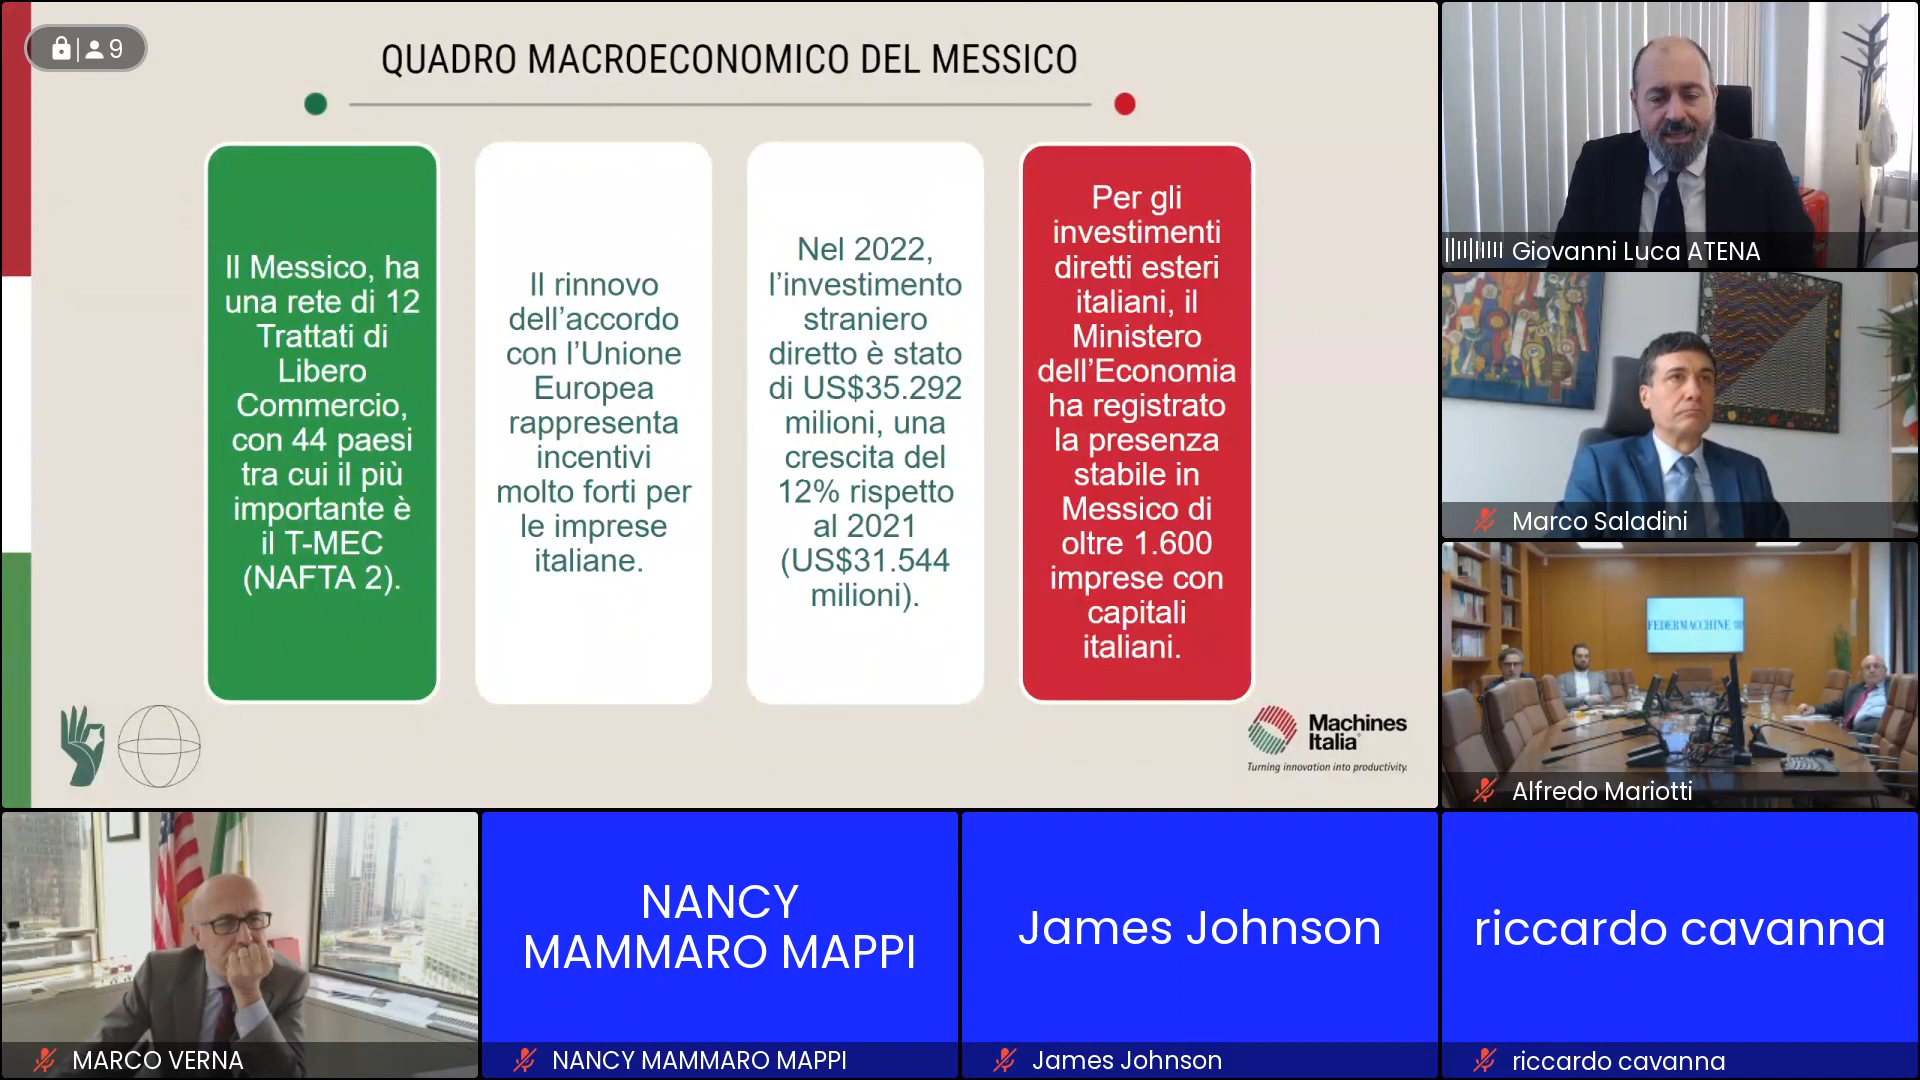 9
QUADRO MACROECONOMICO DEL MESSICO
Il Messico, ha
una rete di 12
Trattati di
Libero
Commercio,
con 44 paesi
tra cui il più
importante è
il T-MEC
(NAFTA 2).
Il rinnovo
dell’accordo
con l’Unione
Europea
rappresenta
incentivi
molto forti per
le imprese
italiane.
Nel 2022,
l’investimento
straniero
diretto è stato
di US$35.292
milioni, una
crescita del
12% rispetto
al 2021
(US$31.544
milioni).
Per gli
investimenti
diretti esteri
italiani, il
Ministero
dell’Economia
ha registrato
la presenza
stabile in
Messico di
oltre 1.600
imprese con
capitali
italiani.
Machines
Italia
Turning innovation into productivity.
Giovanni Luca ATENA
Marco Saladini
FEDERMACCHINE
Alfredo Mariotti
MARCO VERNA
NANCY
MAMMARO MAPPI
NANCY MAMMARO MAPPI
James Johnson
James Johnson
riccardo cavanna
riccardo cavanna